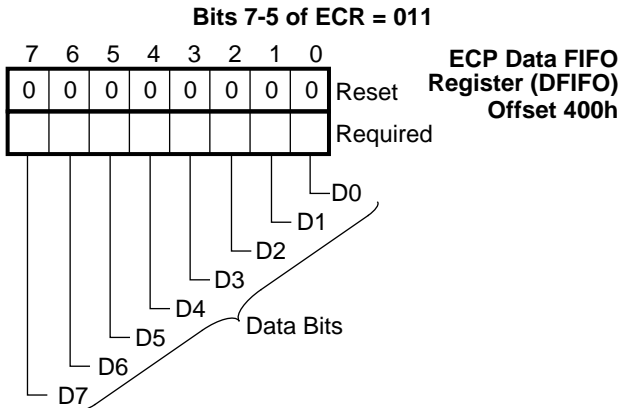 Bits 7-5 of ECR = 011
7 6 5 4 3 2 1 0
ECP Data FIFO
Register (DFIFO)
Offset 400h
0 0 0 0 0 0 0 0 Reset
Required
D0
D1
D2
D3
D4
D5
D6
D7
Data Bits